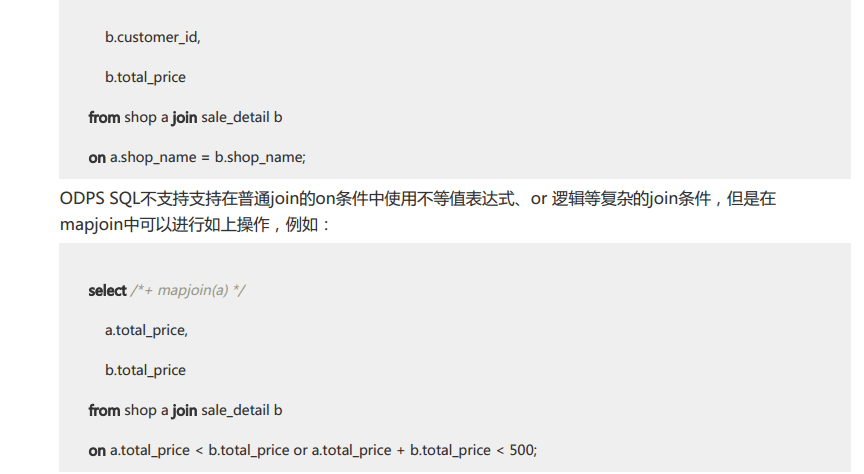 b.customer_id,
b.total_price
from shop a join sale_detail b
on a.shop_name = b.shop_name;
ODPS SQL不支持支持在普通join的on条件中使用不等值表达式、or 逻辑等复杂的join条件，但是在
mapjoin中可以进行如上操作，例如：
select /*+ mapjoin(a) */
a.total_price,
b.total_price
from shop a join sale_detail b
on a.total_price < b.total_price or a.total_price + b.total_price < 500;